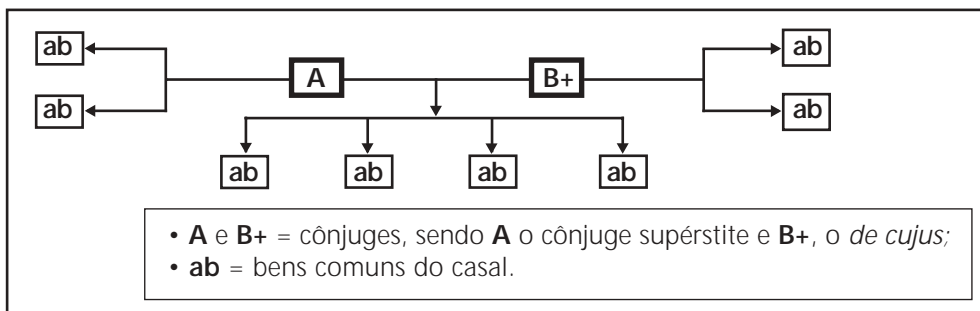 ab
A
B+
ab
ab
ab
ab
ab
ab
ab
• A e B+ = cônjuges, sendo A o cônjuge supérstite e B+, o de cujus;
• ab = bens comuns do casal.